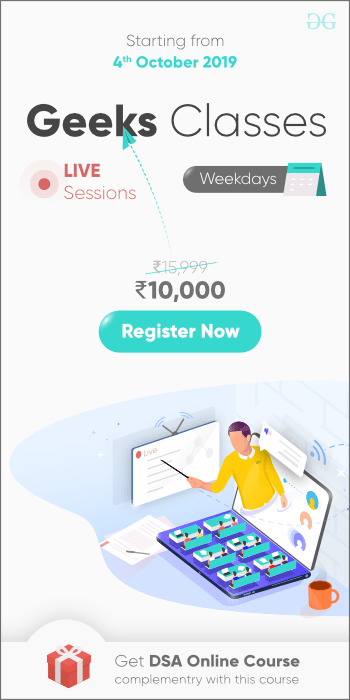 GG
Starting from
4th October 2019
Geeks Classes
LIVE
Sessions
Weekdays
₹15,999
₹10,000
Register Now
Live
Get DSA Online Course
complementry with this course